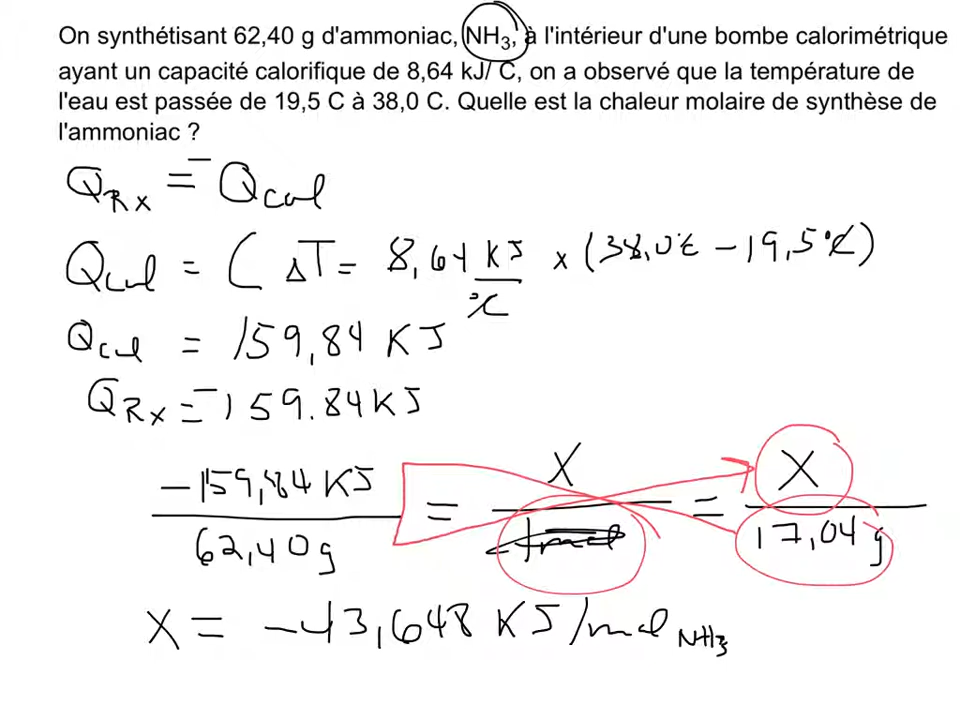 On synthétisant 62,40 g d'ammoniac, NH3, à l'intérieur d'une bombe calorimétrique
ayant un capacité calorifique de 8,64 kJ/ C, on a observé que la température de
l'eau est passée de 19,5 C à 38,0 C. Quelle est la chaleur molaire de synthèse de
l'ammoniac ?
QRx = -Qcal
Qcal = C ΔT = 8,64 KJ/°C x (38,0°C - 19,5°C)
Qcal = 159,84 KJ
QRx = -159.84 KJ
-159,84 KJ / 62,40g = X / 1mol = X / 17,04 g
X = -43,648 KJ/mol NH3